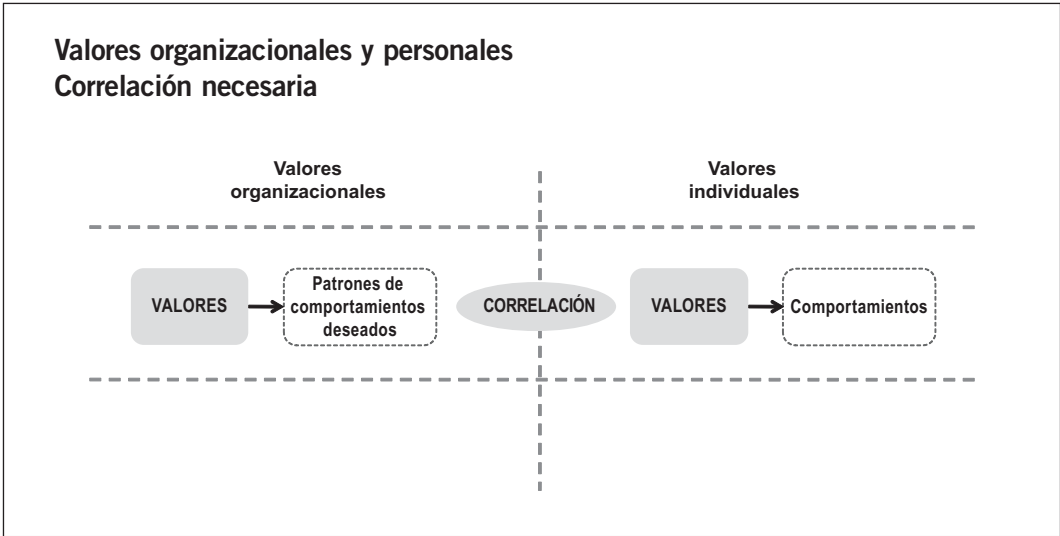 Valores organizacionales y personales
Correlación necesaria
Valores
organizacionales
Valores
individuales
VALORES
Patrones de
comportamientos
deseados
CORRELACIÓN
VALORES
Comportamientos